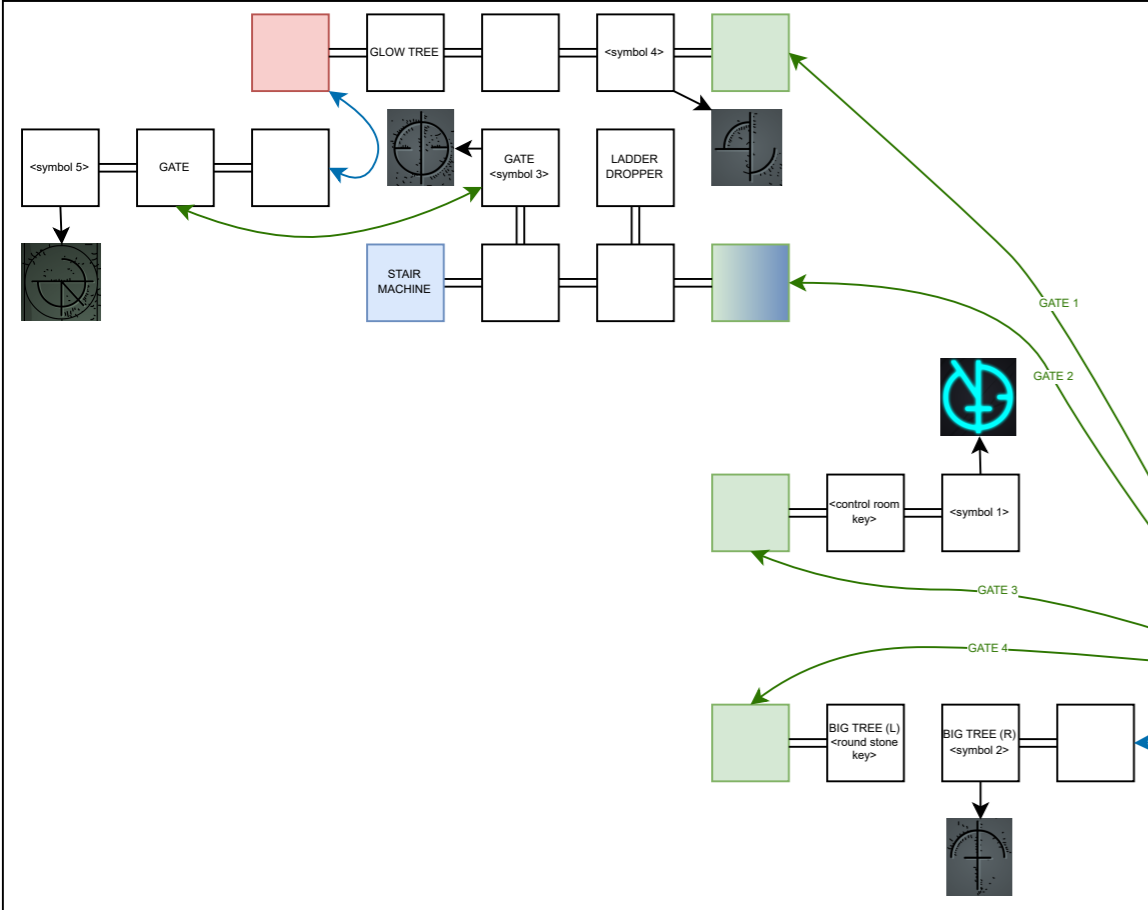 GLOW TREE
<symbol 4>
<symbol 5>
GATE
GATE
<symbol 3>
LADDER
DROPPER
STAIR
MACHINE
GATE 1
GATE 2
<control room
key>
<symbol 1>
GATE 3
GATE 4
BIG TREE (L)
<round stone
key>
BIG TREE (R)
<symbol 2>